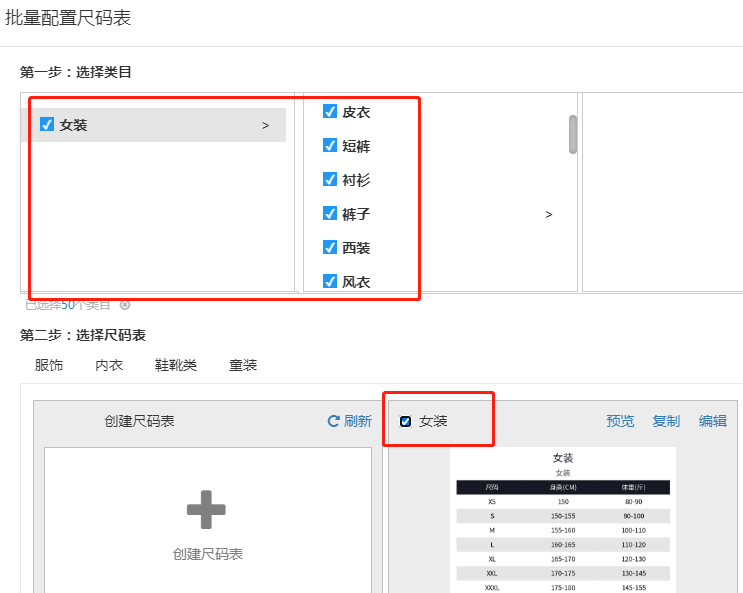 批量配置尺码表
第一步：选择类目
女装 >
皮衣
短裤
衬衫
裤子 >
西装
风衣
已选择50个类目
第二步：选择尺码表
服饰 内衣 鞋靴类 童装
创建尺码表 刷新
创建尺码表
女装 预览 复制 编辑
女装
女装
尺码 身高(CM) 体重(斤)
XS 150 80-90
S 150-155 90-100
M 155-160 100-110
L 160-165 110-120
XL 165-170 120-130
XXL 170-175 130-145
XXXL 175-180 145-155